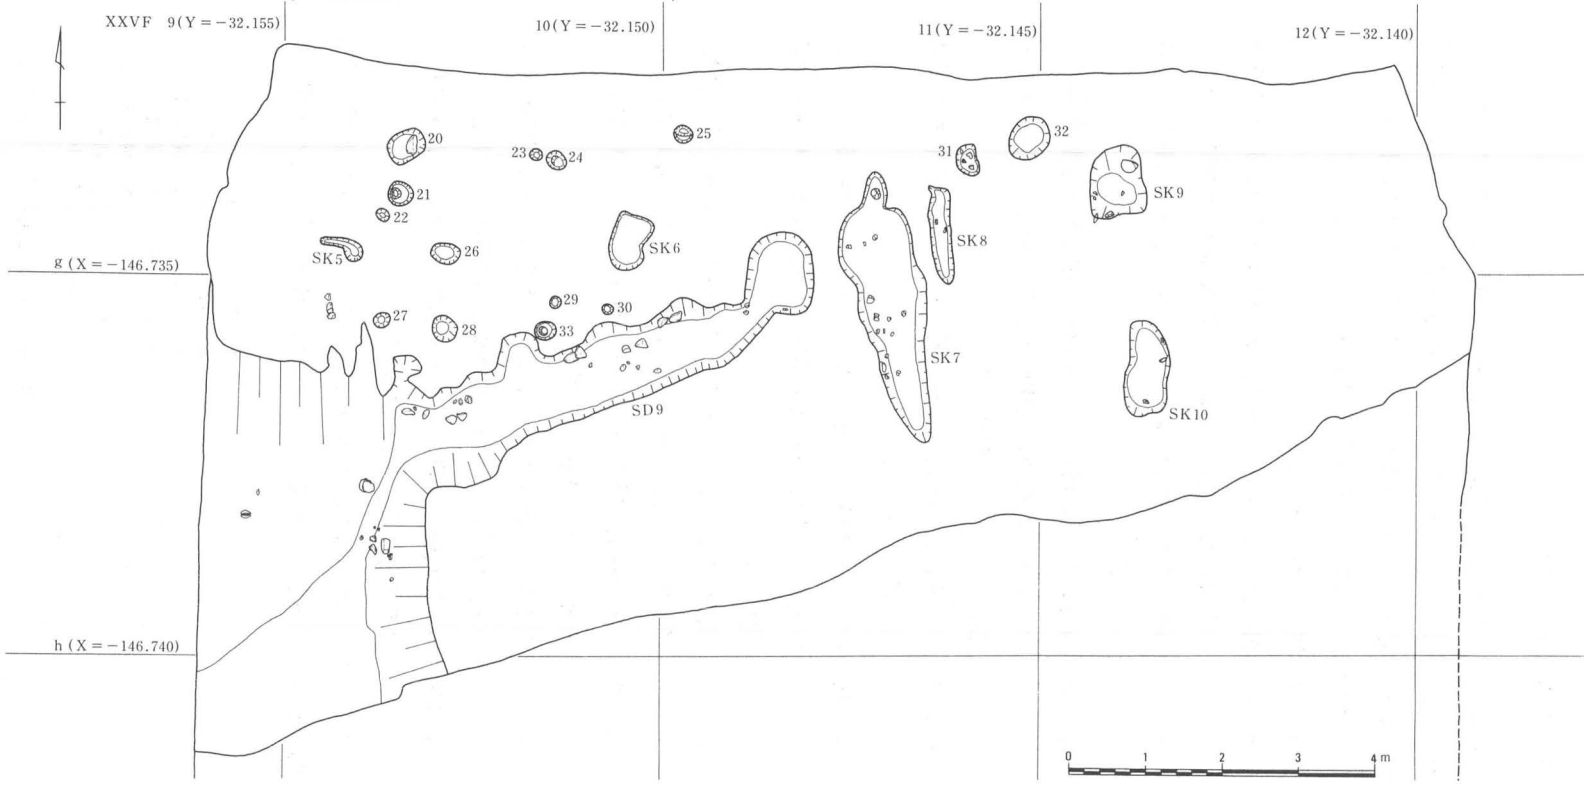 XXVF 9(Y=-32.155)
10(Y=-32.150)
11(Y=-32.145)
12(Y=-32.140)
20
23
24
25
31
32
21
22
SK9
SK5
26
SK6
SK8
g(X=-146.735)
27
28
29
30
33
SK7
SD9
SK10
h(X=-146.740)
0 1 2 3 4m